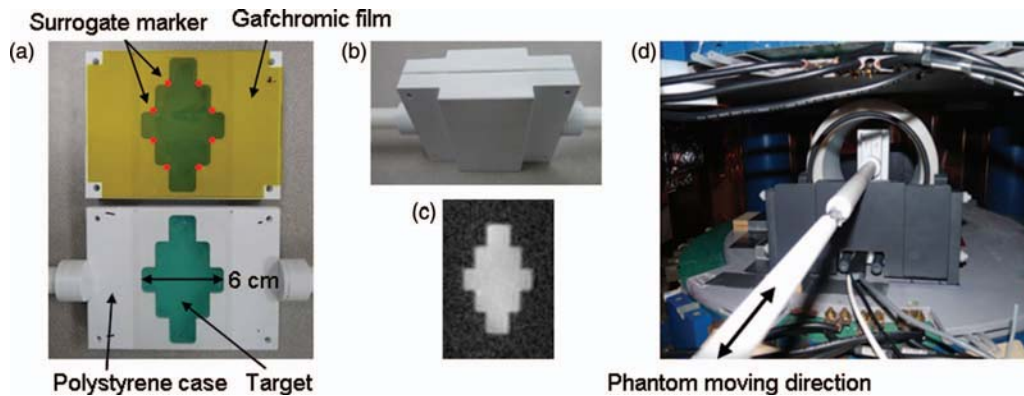 Surrogate marker
Gafchromic film
(a)
(b)
(d)
(c)
6 cm
Polystyrene case
Target
Phantom moving direction